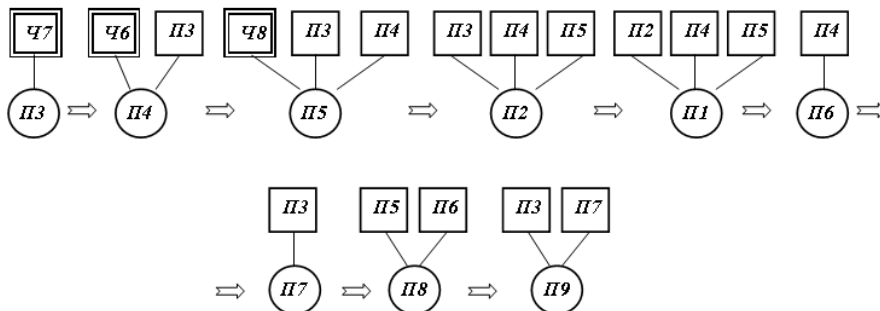 Ч7 Ч6 П3 Ч8 П3 П4 П3 П4 П5 П2 П4 П5 П4
П3 П4 П5 П2 П1 П6
П3 П5 П6 П3 П7
П7 П8 П9